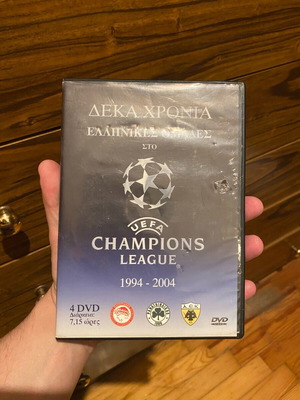 ΔΕΚΑ ΧΡΟΝΙΑ
ΕΛΛΗΝΙΚΕΣ ΟΜΑΔΕΣ
ΣΤΟ
UEFA
CHAMPIONS
LEAGUE
1994 - 2004
4 DVD
Διάρκεια:
7,15 ώρες
DVD